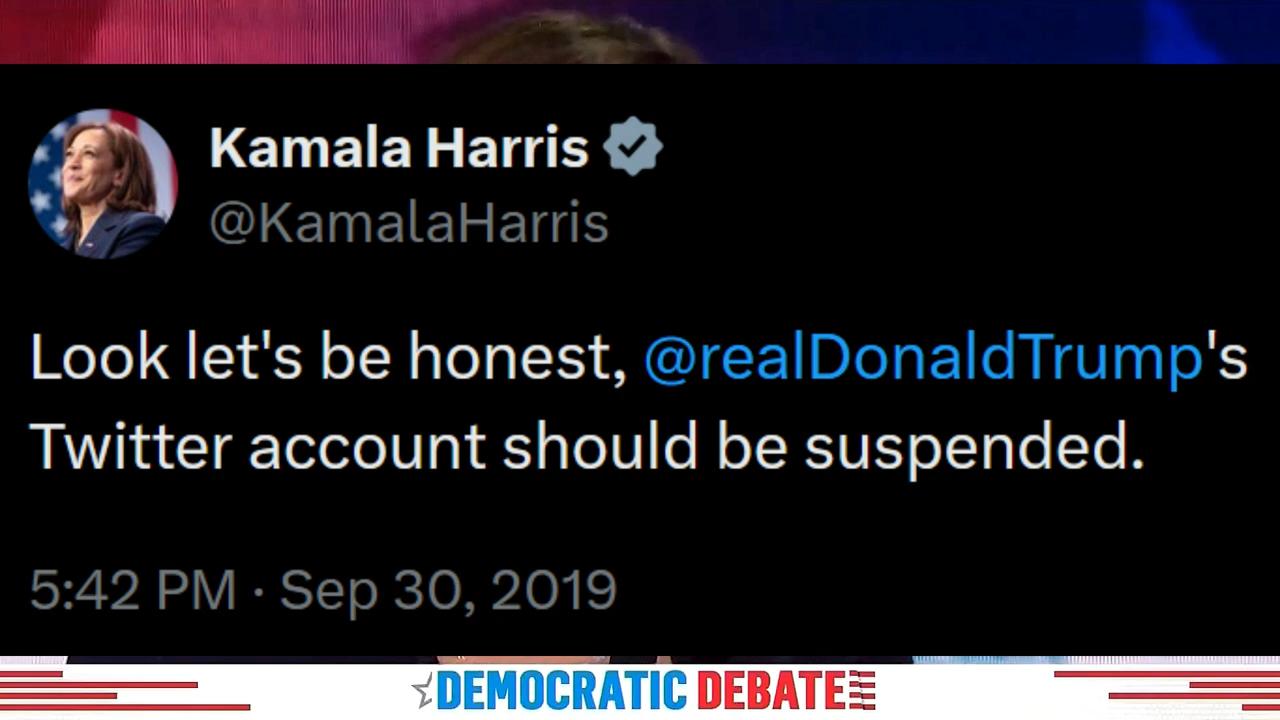 Kamala Harris
@KamalaHarris
Look let's be honest, @realDonaldTrump's
Twitter account should be suspended.
5:42 PM · Sep 30, 2019
DEMOCRATIC DEBATE